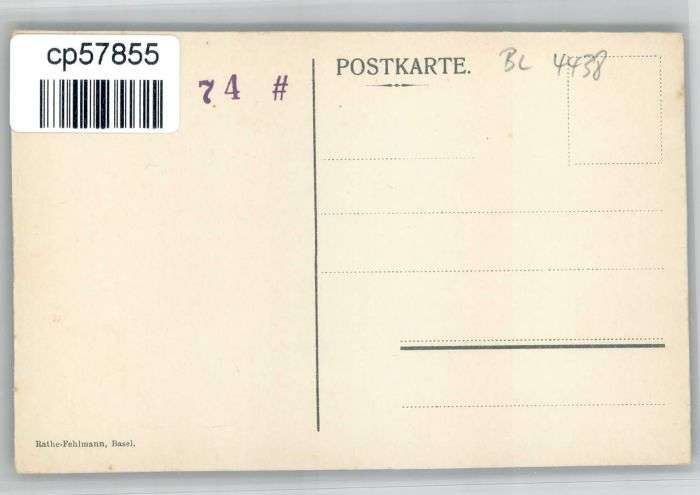 cp57855
74 #
POSTKARTE.
BL 4438
Rathe-Fehlmann, Basel.